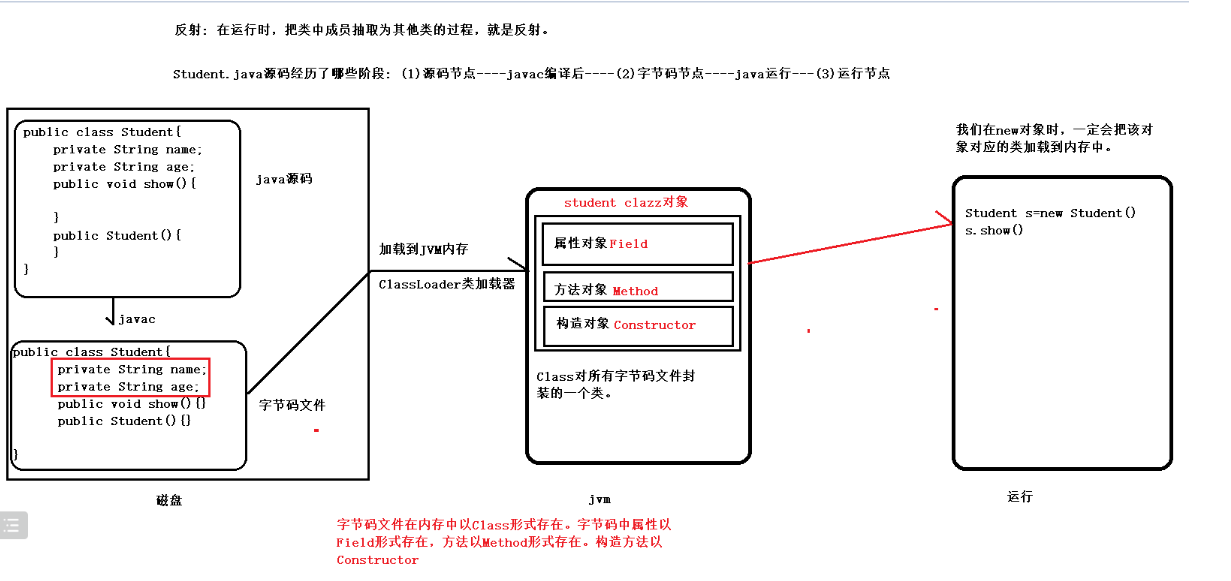 反射: 在运行时，把类中成员抽取为其他类的过程，就是反射。
Student.java源码经历了哪些阶段: (1)源码节点----javac编译后----(2)字节码节点----java运行---(3)运行节点
public class Student{
private String name;
private String age;
public void show(){
}
public Student(){
}
}
java源码
javac
public class Student{
private String name;
private String age;
public void show(){}
public Student(){}
}
字节码文件
磁盘
加载到JVM内存
ClassLoader类加载器
student clazz对象
属性对象Field
方法对象 Method
构造对象 Constructor
Class对所有字节码文件封
装的一个类。
jvm
字节码文件在内存中以Class形式存在。字节码中属性以
Field形式存在，方法以Method形式存在。构造方法以
Constructor
我们在new对象时，一定会把该对
象对应的类加载到内存中。
Student s=new Student()
s.show()
运行